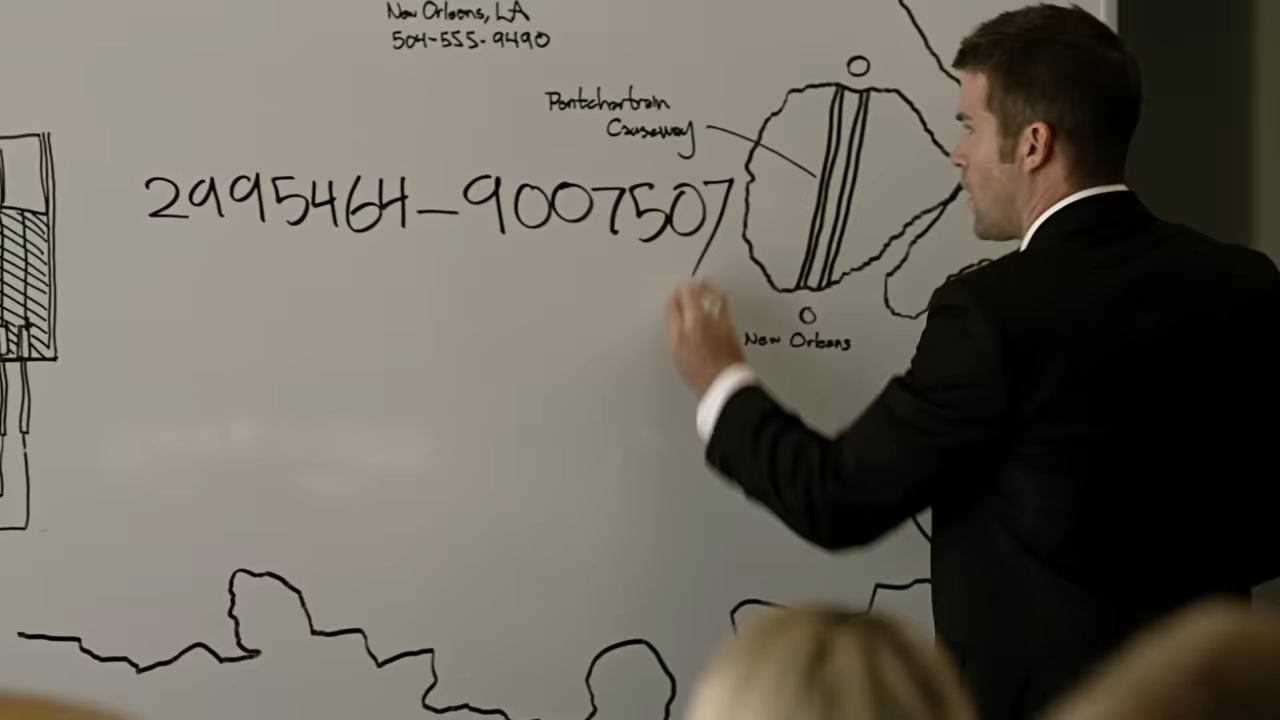 New Orleans, LA
504-555-9490
Pontchartrain
Causeway
2995464-9007507
New Orleans